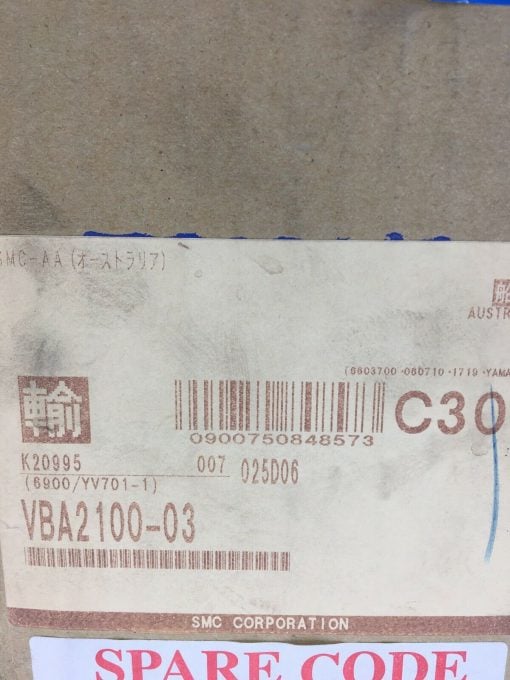 SMC-AA (オーストラリア)
船
AUSTR
(6603700 ·060710 ·1719 ·YAMA
輸
C30
0900750848573
K20995 007 025D06
(6900/YV701-1)
VBA2100-03
SMC CORPORATION
SPARE CODE